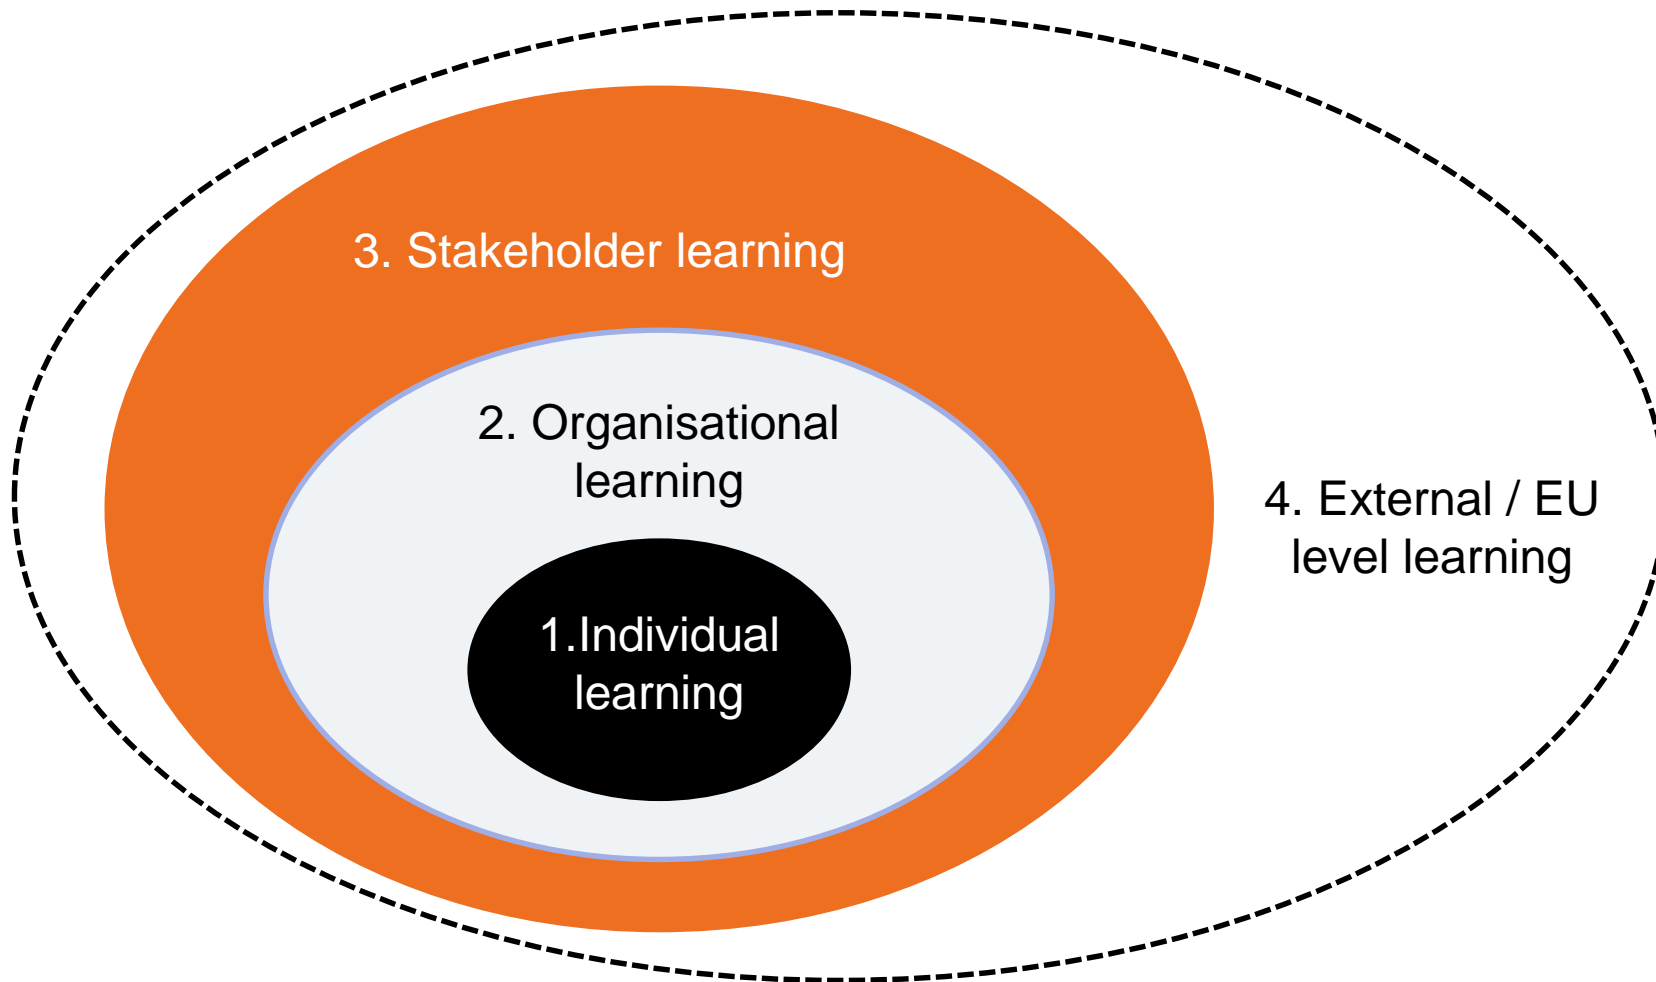 3. Stakeholder learning
2. Organisational
learning
4. External / EU
level learning
1.Individual
learning